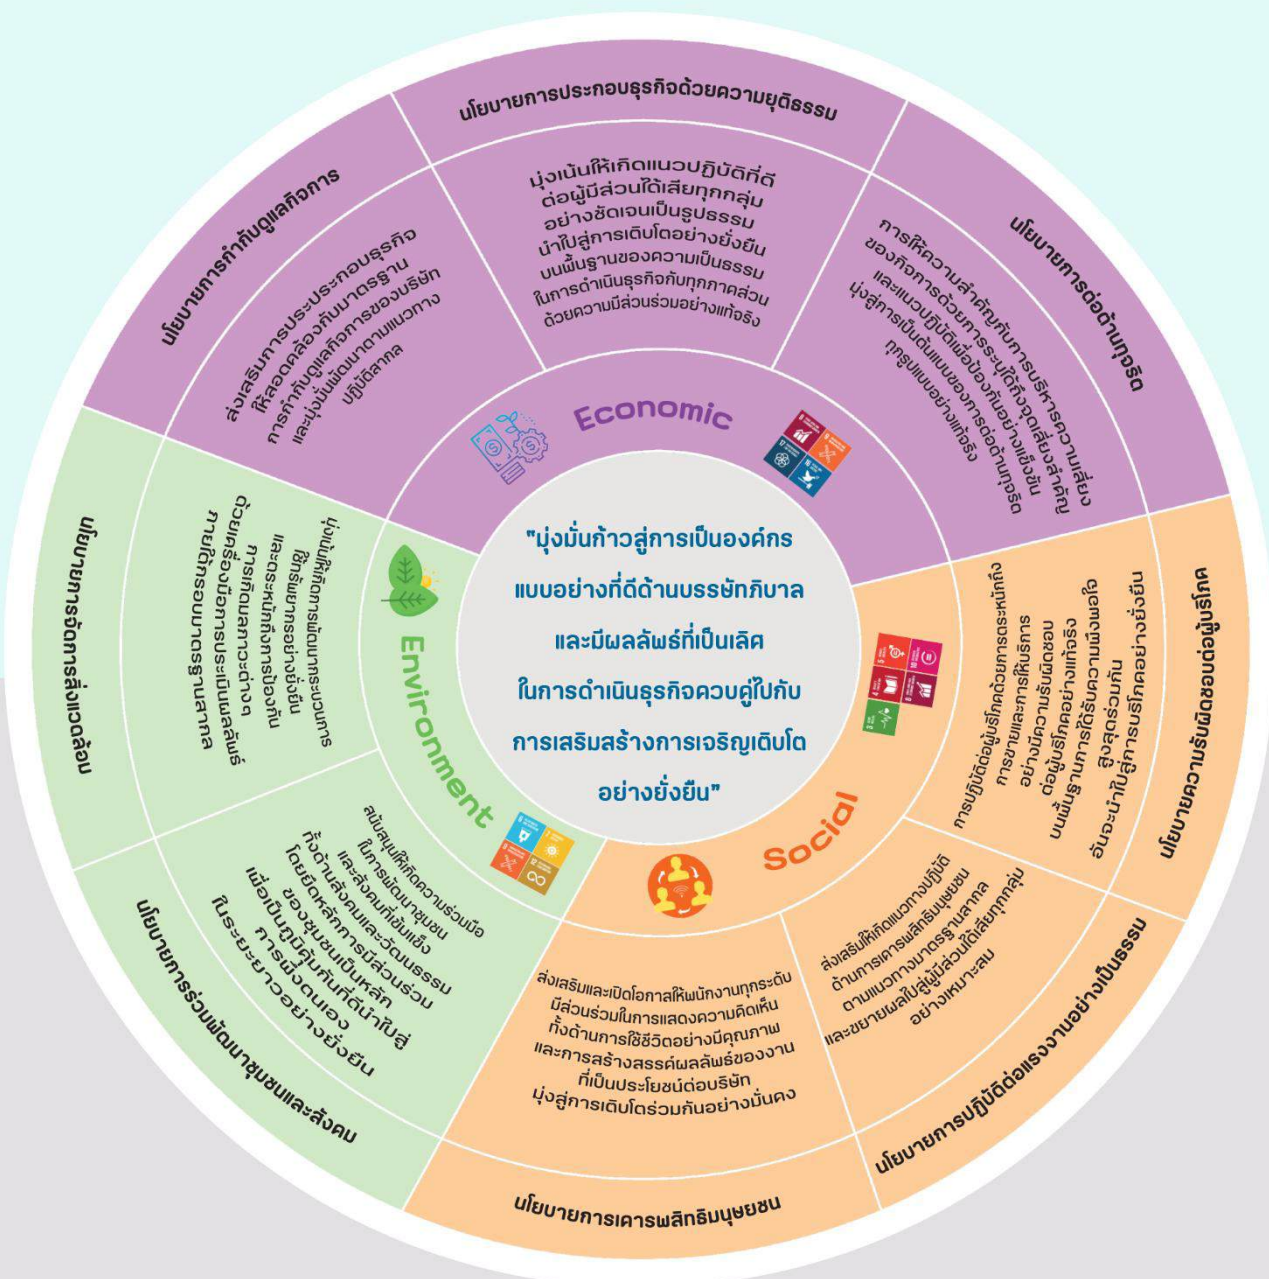 นโยบายการกำกับดูแลกิจการ
ส่งเสริมการประประกอบธุรกิจ
ให้สอดคล้องกับมาตรฐาน
การกำกับดูแลกิจการของบริษัท
และมุ่งมั่นพัฒนาตามแนวทาง
ปฏิบัติสากล
นโยบายการประกอบธุรกิจด้วยความยุติธรรม
มุ่งเน้นให้เกิดแนวปฏิบัติที่ดี
ต่อผู้มีส่วนได้เสียทุกกลุ่ม
อย่างชัดเจนเป็นรูปธรรม
นำไปสู่การเติบโตอย่างยั่งยืน
บนพื้นฐานของความเป็นธรรม
ในการดำเนินธุรกิจกับทุกภาคส่วน
ด้วยความมีส่วนร่วมอย่างแท้จริง
นโยบายการต่อต้านทุจริต
การให้ความสำคัญกับการบริหารความเสี่ยง
ของกิจการด้วยการระบุได้ถึงจุดเสี่ยงสำคัญ
และแนวปฏิบัติเพื่อป้องกันอย่างแข็งขัน
มุ่งสู่การเป็นต้นแบบของการต่อต้านทุจริต
ทุกรูปแบบอย่างแท้จริง
Economic
"มุ่งมั่นก้าวสู่การเป็นองค์กร
แบบอย่างที่ดีด้านบรรษัทภิบาล
และมีผลลัพธ์ที่เป็นเลิศ
ในการดำเนินธุรกิจควบคู่ไปกับ
การเสริมสร้างการเจริญเติบโต
อย่างยั่งยืน"
นโยบายความรับผิดชอบต่อผู้บริโภค
การปฏิบัติต่อผู้บริโภคด้วยการตระหนักถึง
การขายและการให้บริการ
อย่างมีความรับผิดชอบ
ต่อผู้บริโภคอย่างแท้จริง
บนพื้นฐานการได้รับความพึงพอใจ
สูงสุดร่วมกัน
อันจะนำไปสู่การบริโภคอย่างยั่งยืน
Social
นโยบายการปฏิบัติต่อแรงงานอย่างเป็นธรรม
ส่งเสริมให้เกิดแนวทางปฏิบัติ
ด้านการเคารพสิทธิมนุษยชน
ตามแนวทางมาตรฐานสากล
และขยายผลไปสู่ผู้มีส่วนได้เสียทุกกลุ่ม
อย่างเหมาะสม
นโยบายการเคารพสิทธิมนุษยชน
ส่งเสริมและเปิดโอกาสให้พนักงานทุกระดับ
มีส่วนร่วมในการแสดงความคิดเห็น
ทั้งด้านการใช้ชีวิตอย่างมีคุณภาพ
และการสร้างสรรค์ผลลัพธ์ของงาน
ที่เป็นประโยชน์ต่อบริษัท
มุ่งสู่การเติบโตร่วมกันอย่างมั่นคง
Environment
นโยบายการร่วมพัฒนาชุมชนและสังคม
สนับสนุนให้เกิดความร่วมมือ
ในการพัฒนาชุมชน
และสังคมที่เข้มแข็ง
ทั้งด้านสังคมและวัฒนธรรม
โดยยึดหลักการมีส่วนร่วม
ของชุมชนเป็นหลัก
การพึ่งตนเอง
เพื่อเป็นภูมิคุ้มกันที่ดีนำไปสู่
ในระยะยาวอย่างยั่งยืน
นโยบายการจัดการสิ่งแวดล้อม
มุ่งเน้นให้เกิดการพัฒนากระบวนการ
ใช้ทรัพยากรอย่างยั่งยืน
และตระหนักถึงการป้องกัน
การเกิดมลภาวะต่างๆ
ด้วยเครื่องมือการประเมินผลลัพธ์
ภายใต้กรอบมาตรฐานสากล